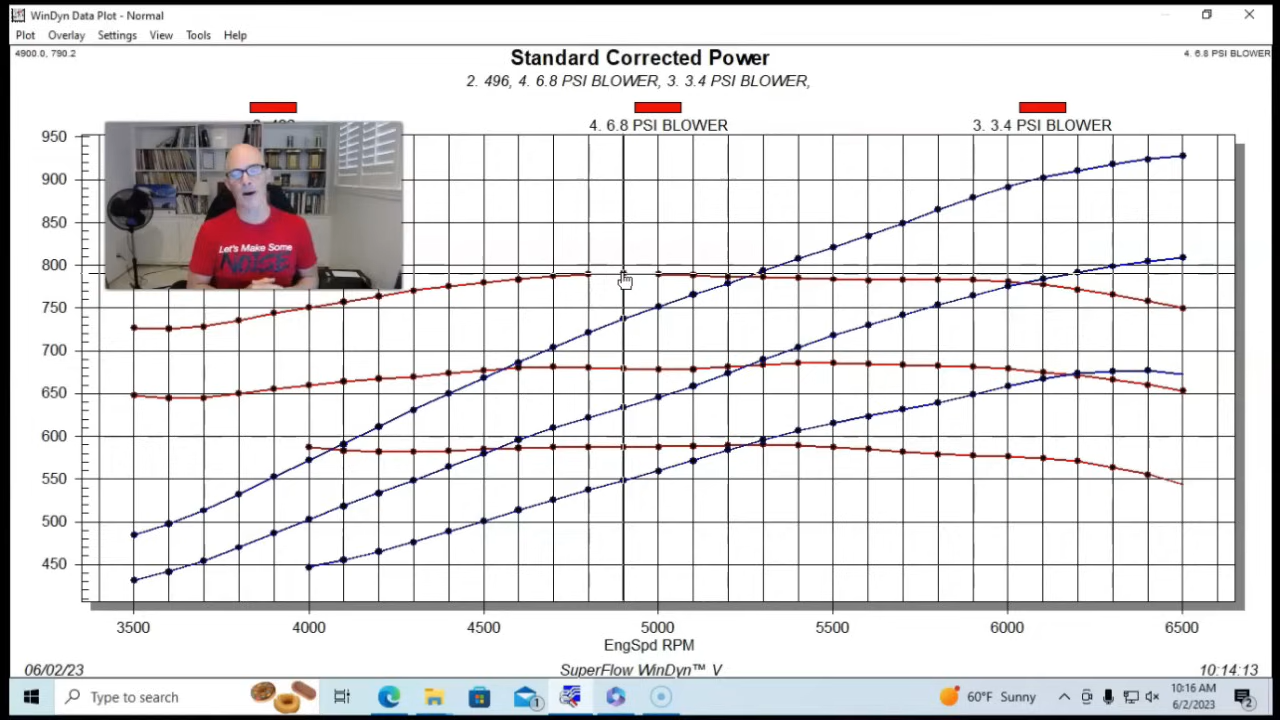 WinDyn Data Plot - Normal
Plot Overlay Settings View Tools Help
4900.0, 790.2
4. 6.8 PSI BLOWER
Standard Corrected Power
2. 496, 4. 6.8 PSI BLOWER, 3. 3.4 PSI BLOWER,
4. 6.8 PSI BLOWER
3. 3.4 PSI BLOWER
950
900
850
800
750
700
650
600
550
500
450
Let's Make Some
NOICE
3500 4000 4500 5000 5500 6000 6500
EngSpd RPM
06/02/23
SuperFlow WinDyn™ V
10:14:13
Type to search
1
60°F Sunny
10:16 AM
6/2/2023
2